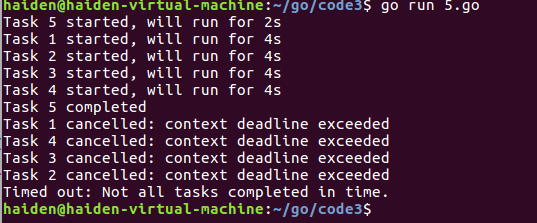 haiden@haiden-virtual-machine:~/go/code3$ go run 5.go
Task 5 started, will run for 2s
Task 1 started, will run for 4s
Task 2 started, will run for 4s
Task 3 started, will run for 4s
Task 4 started, will run for 4s
Task 5 completed
Task 1 cancelled: context deadline exceeded
Task 4 cancelled: context deadline exceeded
Task 3 cancelled: context deadline exceeded
Task 2 cancelled: context deadline exceeded
Timed out: Not all tasks completed in time.
haiden@haiden-virtual-machine:~/go/code3$